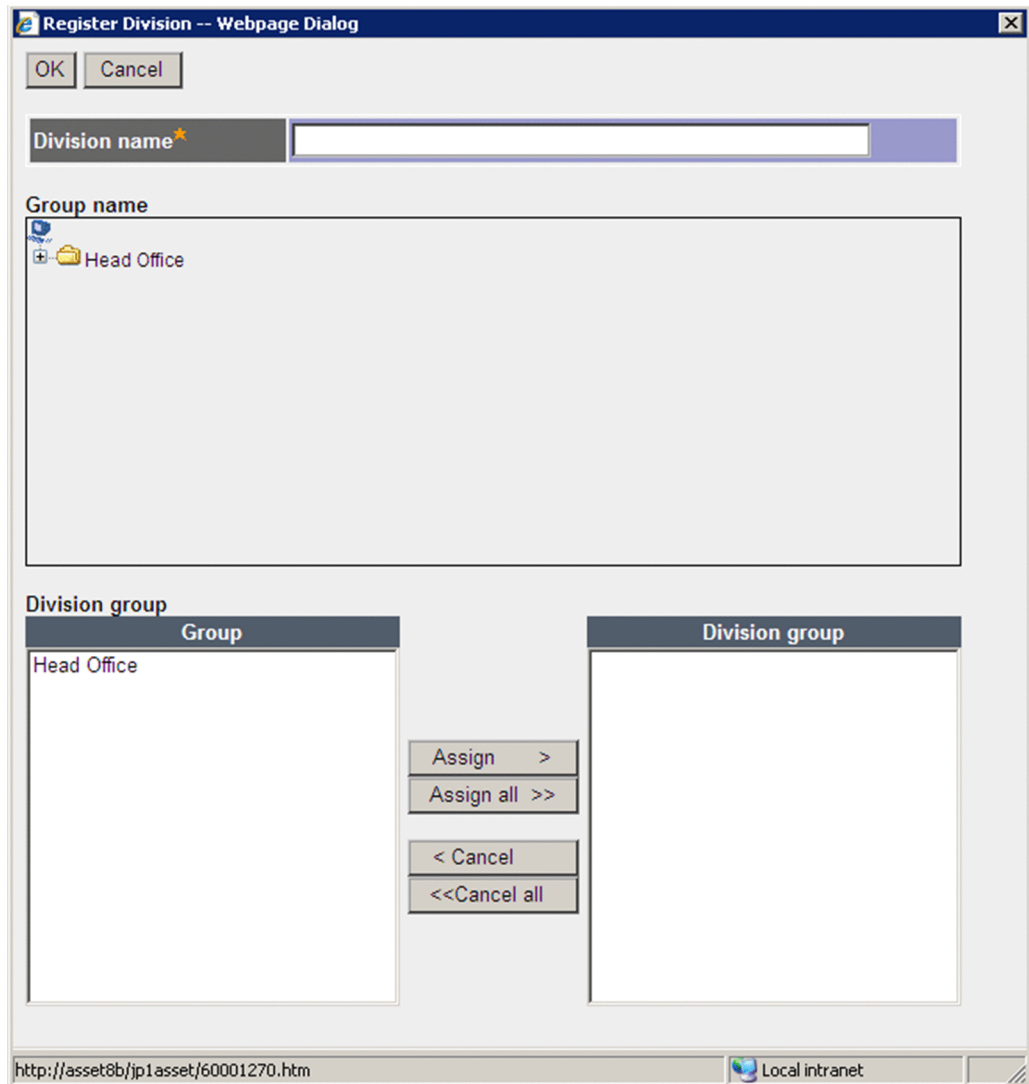 Register Division -- Webpage Dialog
OK Cancel
Division name*
Group name
Head Office
Division group
Group Division group
Head Office
Assign >
Assign all >>
< Cancel
<<Cancel all
http://asset8b/jp1asset/60001270.htm Local intranet